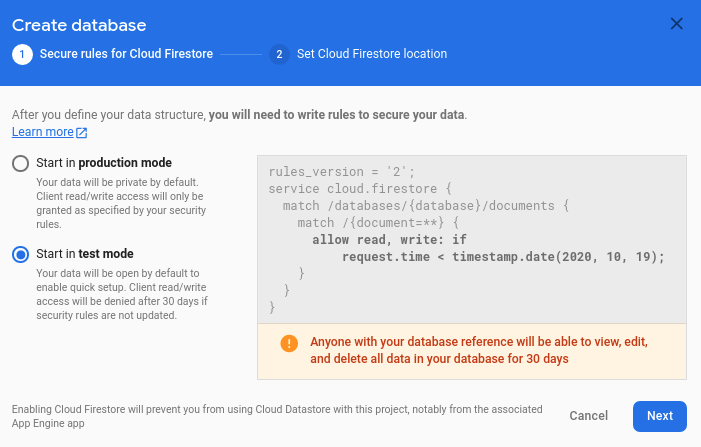 Create database
1 Secure rules for Cloud Firestore 2 Set Cloud Firestore location
After you define your data structure, you will need to write rules to secure your data.
Learn more
Start in production mode
Your data will be private by default.
Client read/write access will only be
granted as specified by your security
rules.
Start in test mode
Your data will be open by default to
enable quick setup. Client read/write
access will be denied after 30 days if
security rules are not updated.
rules_version = '2';
service cloud.firestore {
  match /databases/{database}/documents {
    match /{document=**} {
      allow read, write: if
          request.time < timestamp.date(2020, 10, 19);
    }
  }
}
Anyone with your database reference will be able to view, edit,
and delete all data in your database for 30 days
Enabling Cloud Firestore will prevent you from using Cloud Datastore with this project, notably from the associated
App Engine app
Cancel Next